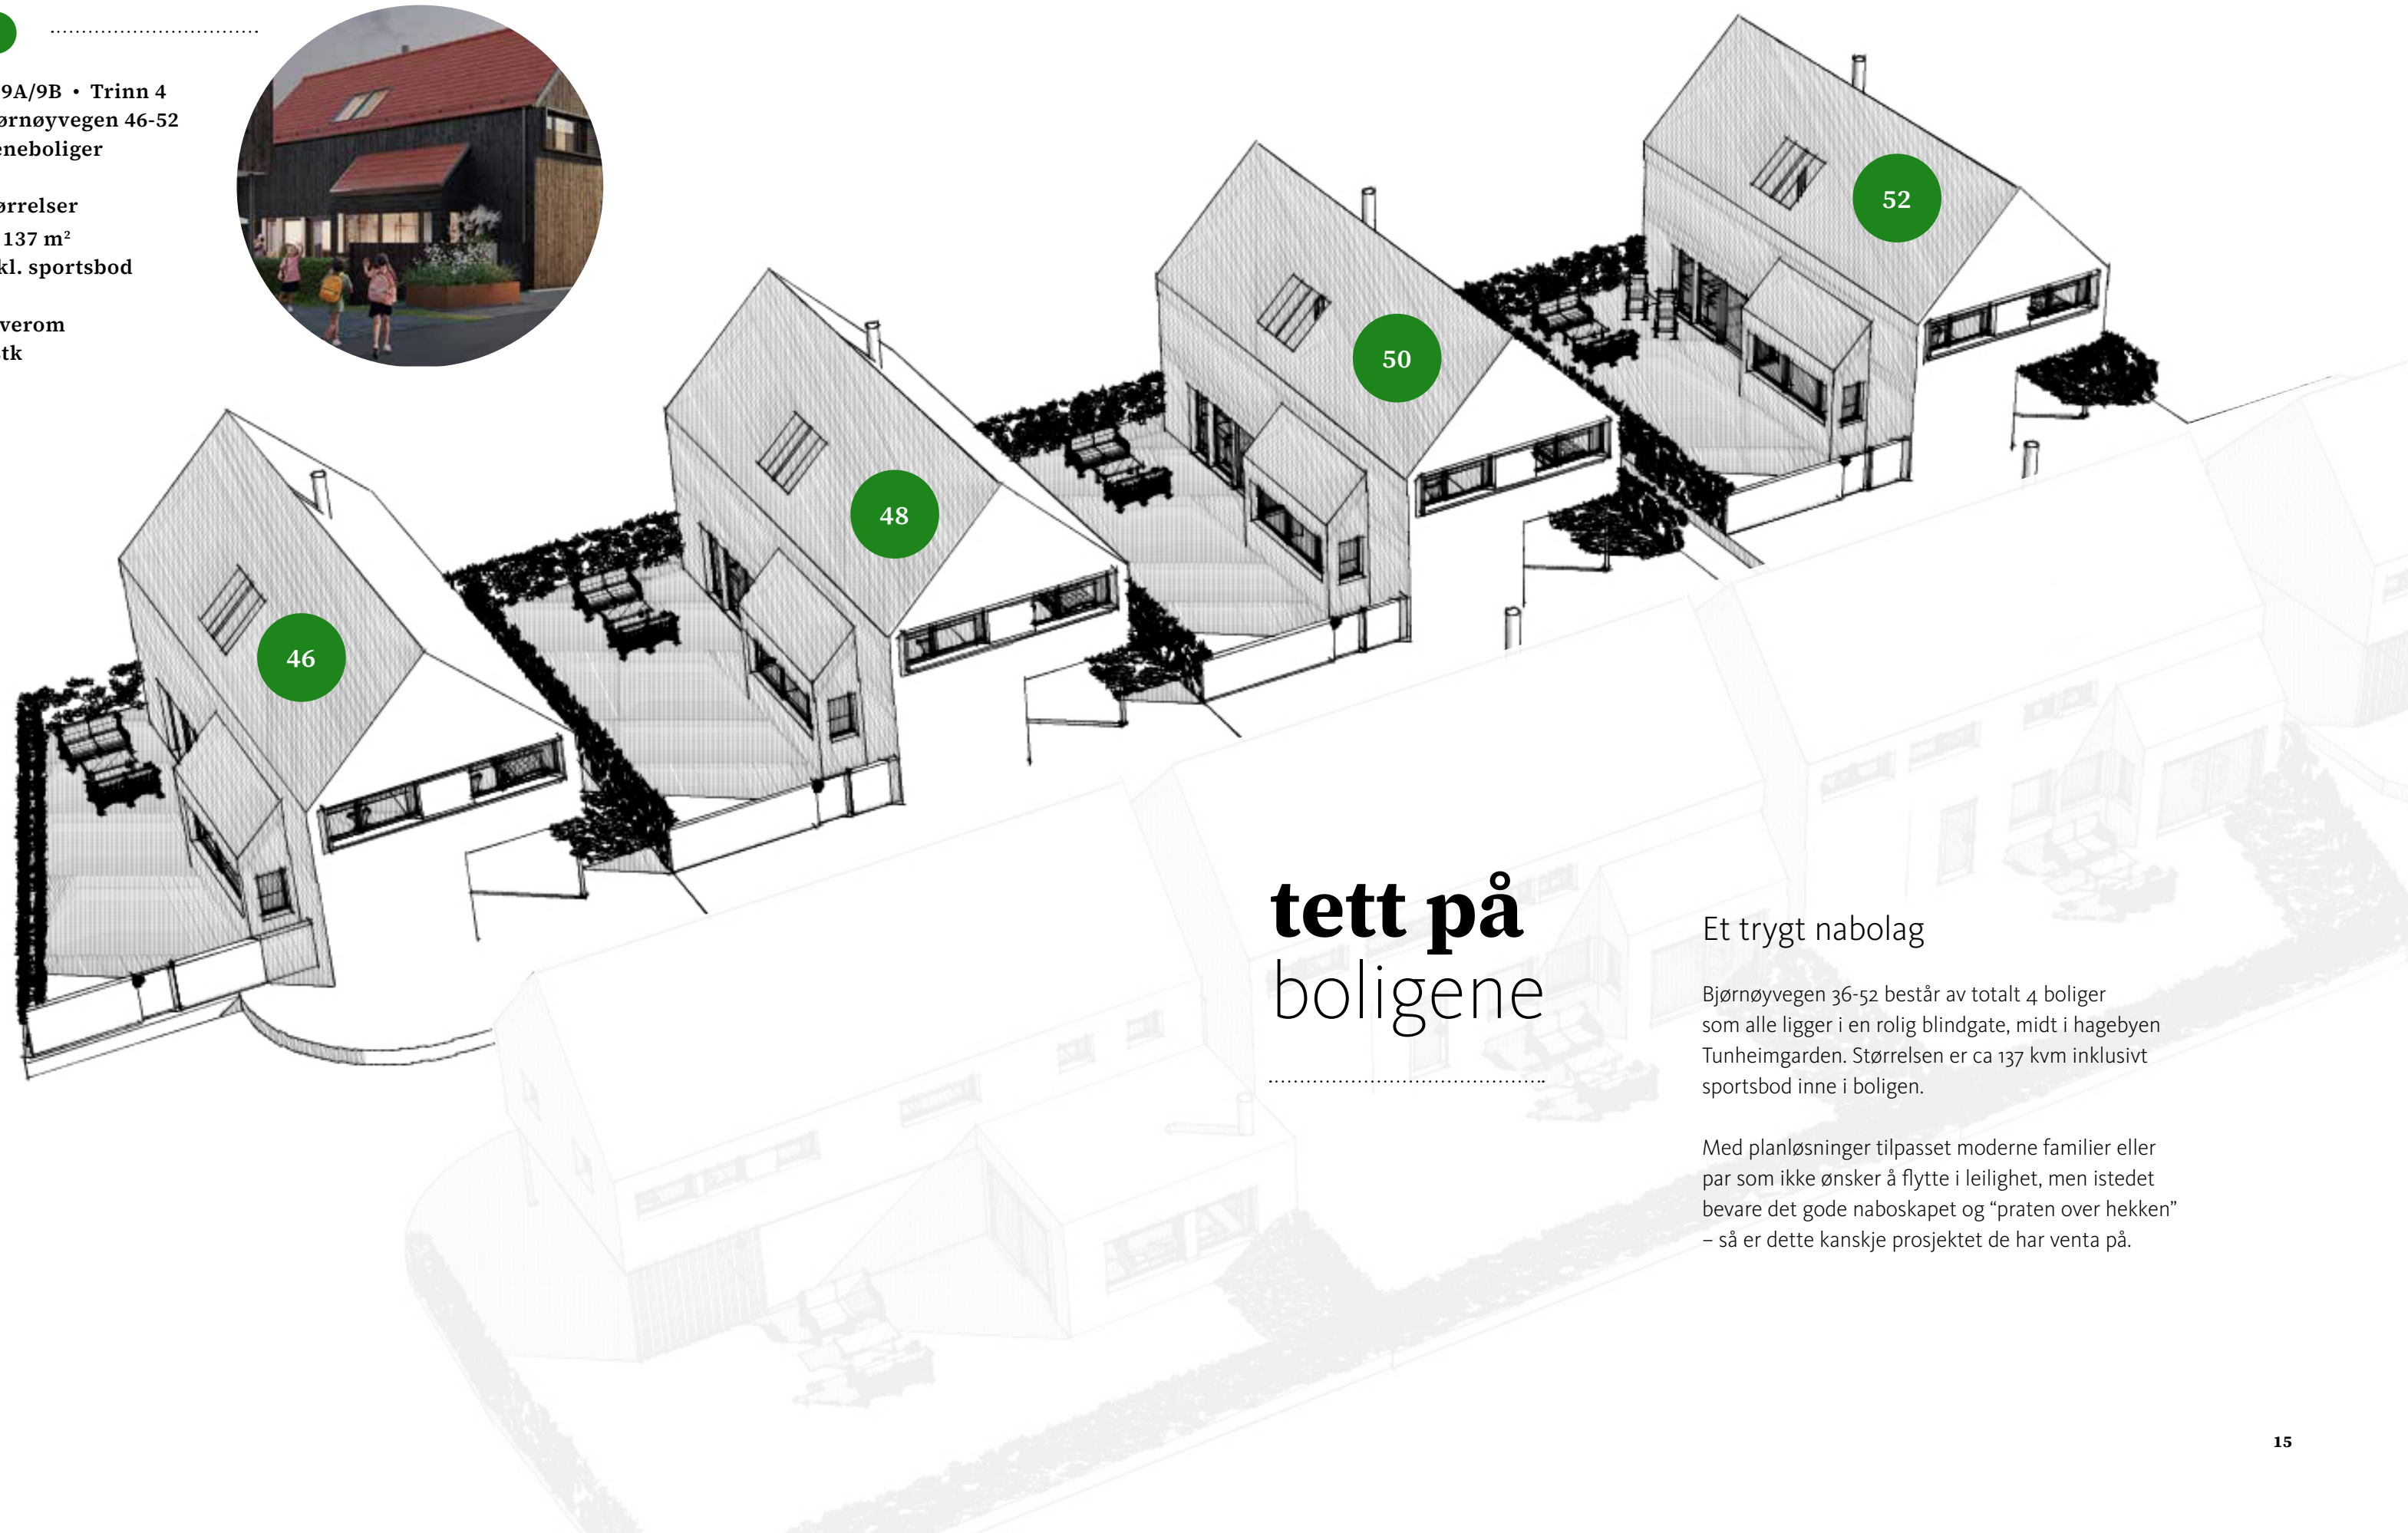 9A/9B • Trinn 4
ørnøyvegen 46-52
eneboliger
ørrelser
137 m²
kl. sportsbod
verom
tk
46
48
50
52
tett på
boligene
Et trygt nabolag
Bjørnøyvegen 36-52 består av totalt 4 boliger
som alle ligger i en rolig blindgate, midt i hagebyen
Tunheimgarden. Størrelsen er ca 137 kvm inklusivt
sportsbod inne i boligen.
Med planløsninger tilpasset moderne familier eller
par som ikke ønsker å flytte i leilighet, men istedet
bevare det gode naboskapet og “praten over hekken”
– så er dette kanskje prosjektet de har venta på.
15